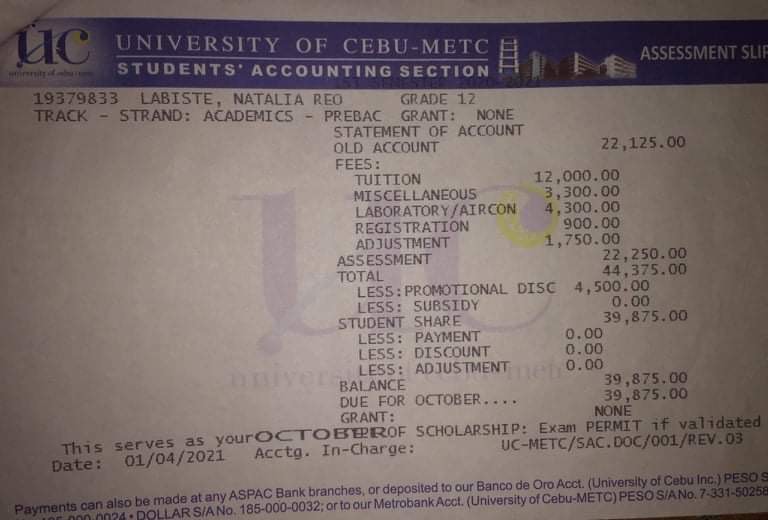 UC
UNIVERSITY OF CEBU-METC
STUDENTS' ACCOUNTING SECTION
ASSESSMENT SLIP
19379833 LABISTE, NATALIA REO GRADE 12
TRACK - STRAND: ACADEMICS - PREBAC GRANT: NONE
STATEMENT OF ACCOUNT
OLD ACCOUNT 22,125.00
FEES:
TUITION 12,000.00
MISCELLANEOUS 3,300.00
LABORATORY/AIRCON 4,300.00
REGISTRATION 900.00
ADJUSTMENT 1,750.00
ASSESSMENT 22,250.00
TOTAL 44,375.00
LESS:PROMOTIONAL DISC 4,500.00
LESS: SUBSIDY 0.00
STUDENT SHARE 39,875.00
LESS: PAYMENT 0.00
LESS: DISCOUNT 0.00
LESS: ADJUSTMENT 0.00
BALANCE 39,875.00
DUE FOR OCTOBER.... 39,875.00
GRANT: NONE
This serves as your OCTOBER OF SCHOLARSHIP: Exam PERMIT if validated
Date: 01/04/2021 Acctg. In-Charge: UC-METC/SAC.DOC/001/REV.03
Payments can also be made at any ASPAC Bank branches, or deposited to our Banco de Oro Acct. (University of Cebu Inc.) PESO S
DOLLAR S/A No. 185-000-0032; or to our Metrobank Acct. (University of Cebu-METC) PESO S/A No. 7-331-50258